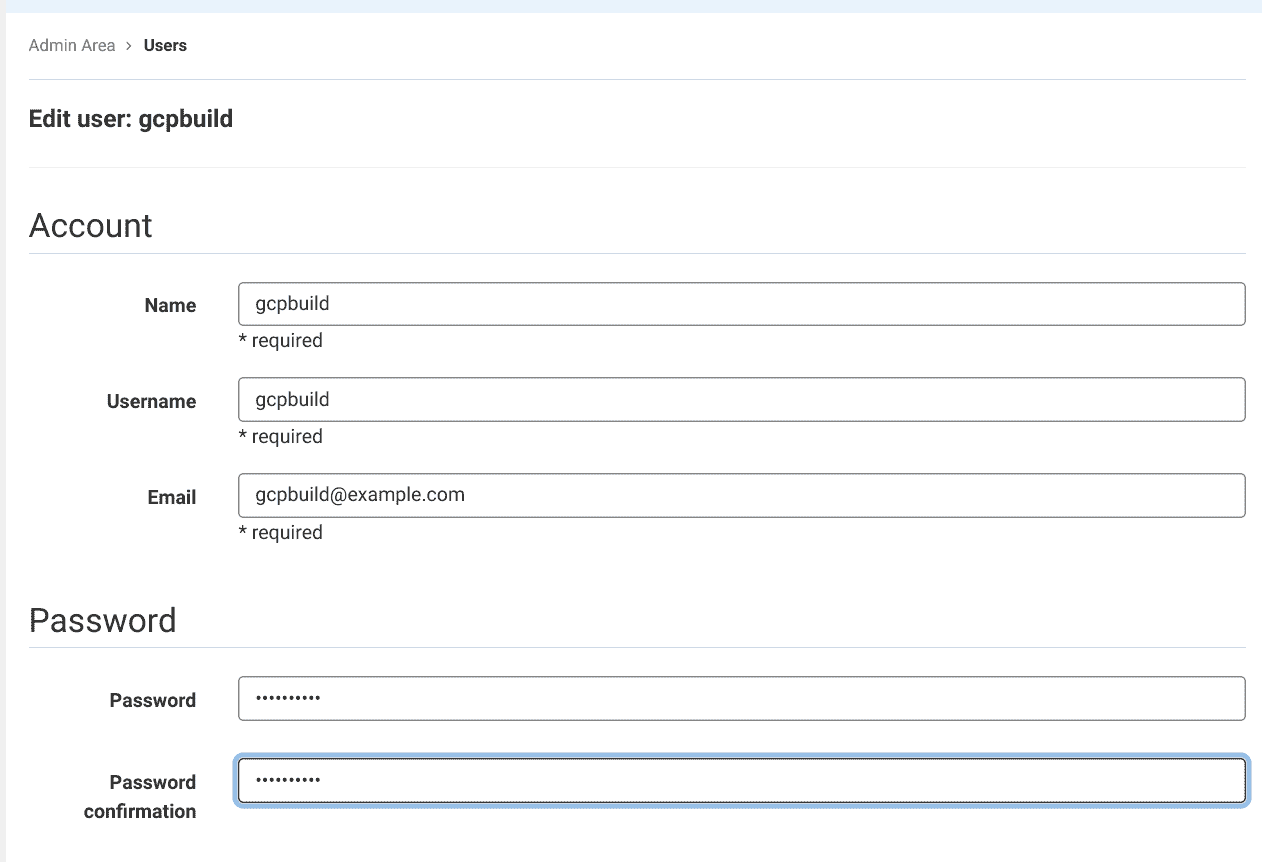 Admin Area › Users
Edit user: gcpbuild
Account
Name gcpbuild
* required
Username gcpbuild
* required
Email gcpbuild@example.com
* required
Password
Password ••••••••••
Password ••••••••••
confirmation